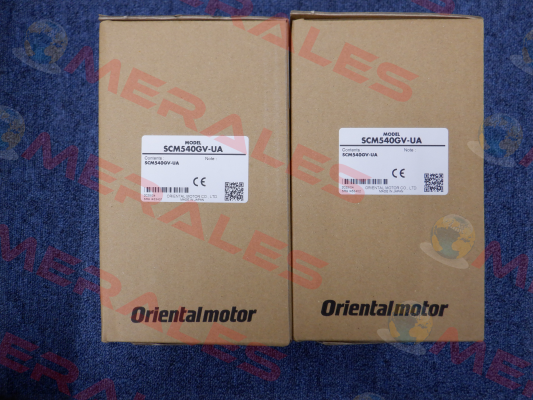 MODEL
SCM540GV-UA
Contents: Note:
SCM540GV-UA
CE
ORIENTAL MOTOR CO., LTD.
MADE IN JAPAN
Orientalmotor
MODEL
SCM540GV-UA
Contents: Note:
SCM540GV-UA
CE
ORIENTAL MOTOR CO., LTD.
MADE IN JAPAN
Orientalmotor
MERALES
MERALES
MERALES